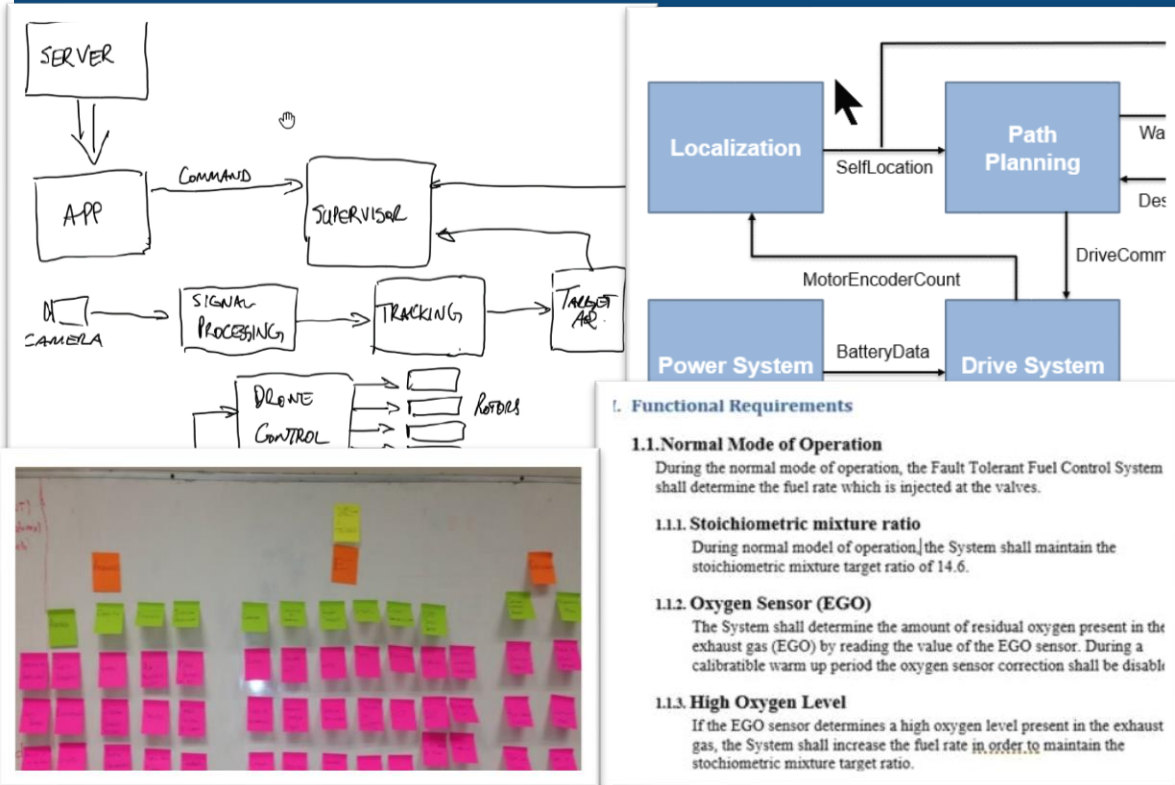 SERVER
APP
COMMAND
SUPERVISOR
CAMERA
SIGNAL
PROCESSING
TRACKING
TARGET
DRONE
CONTROL
ROTORS
Localization
SelfLocation
Path
Planning
Wa
Des
DriveComm
MotorEncoderCount
Power System
BatteryData
Drive System
. Functional Requirements
1.1.Normal Mode of Operation
During the normal mode of operation, the Fault Tolerant Fuel Control System
shall determine the fuel rate which is injected at the valves.
1.1.1. Stoichiometric mixture ratio
During normal model of operation, the System shall maintain the
stoichiometric mixture target ratio of 14.6.
1.1.2. Oxygen Sensor (EGO)
The System shall determine the amount of residual oxygen present in the
exhaust gas (EGO) by reading the value of the EGO sensor. During a
calibratible warm up period the oxygen sensor correction shall be disable
1.1.3. High Oxygen Level
If the EGO sensor determines a high oxygen level present in the exhaust
gas, the System shall increase the fuel rate in order to maintain the
stochiometric mixture target ratio.